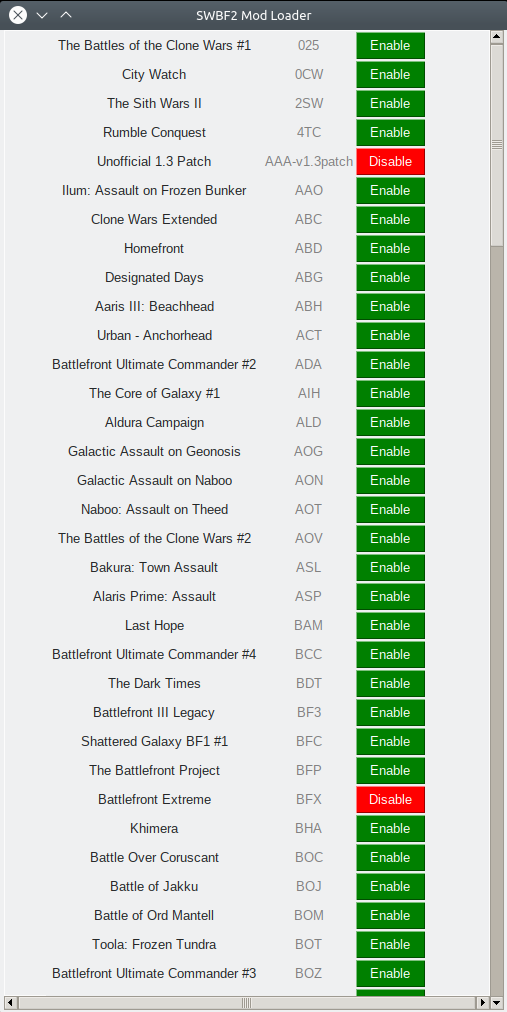 SWBF2 Mod Loader
The Battles of the Clone Wars #1 025 Enable
City Watch 0CW Enable
The Sith Wars II 2SW Enable
Rumble Conquest 4TC Enable
Unofficial 1.3 Patch AAA-v1.3patch Disable
Ilum: Assault on Frozen Bunker AAO Enable
Clone Wars Extended ABC Enable
Homefront ABD Enable
Designated Days ABG Enable
Aaris III: Beachhead ABH Enable
Urban - Anchorhead ACT Enable
Battlefront Ultimate Commander #2 ADA Enable
The Core of Galaxy #1 AIH Enable
Aldura Campaign ALD Enable
Galactic Assault on Geonosis AOG Enable
Galactic Assault on Naboo AON Enable
Naboo: Assault on Theed AOT Enable
The Battles of the Clone Wars #2 AOV Enable
Bakura: Town Assault ASL Enable
Alaris Prime: Assault ASP Enable
Last Hope BAM Enable
Battlefront Ultimate Commander #4 BCC Enable
The Dark Times BDT Enable
Battlefront III Legacy BF3 Enable
Shattered Galaxy BF1 #1 BFC Enable
The Battlefront Project BFP Enable
Battlefront Extreme BFX Disable
Khimera BHA Enable
Battle Over Coruscant BOC Enable
Battle of Jakku BOJ Enable
Battle of Ord Mantell BOM Enable
Toola: Frozen Tundra BOT Enable
Battlefront Ultimate Commander #3 BOZ Enable